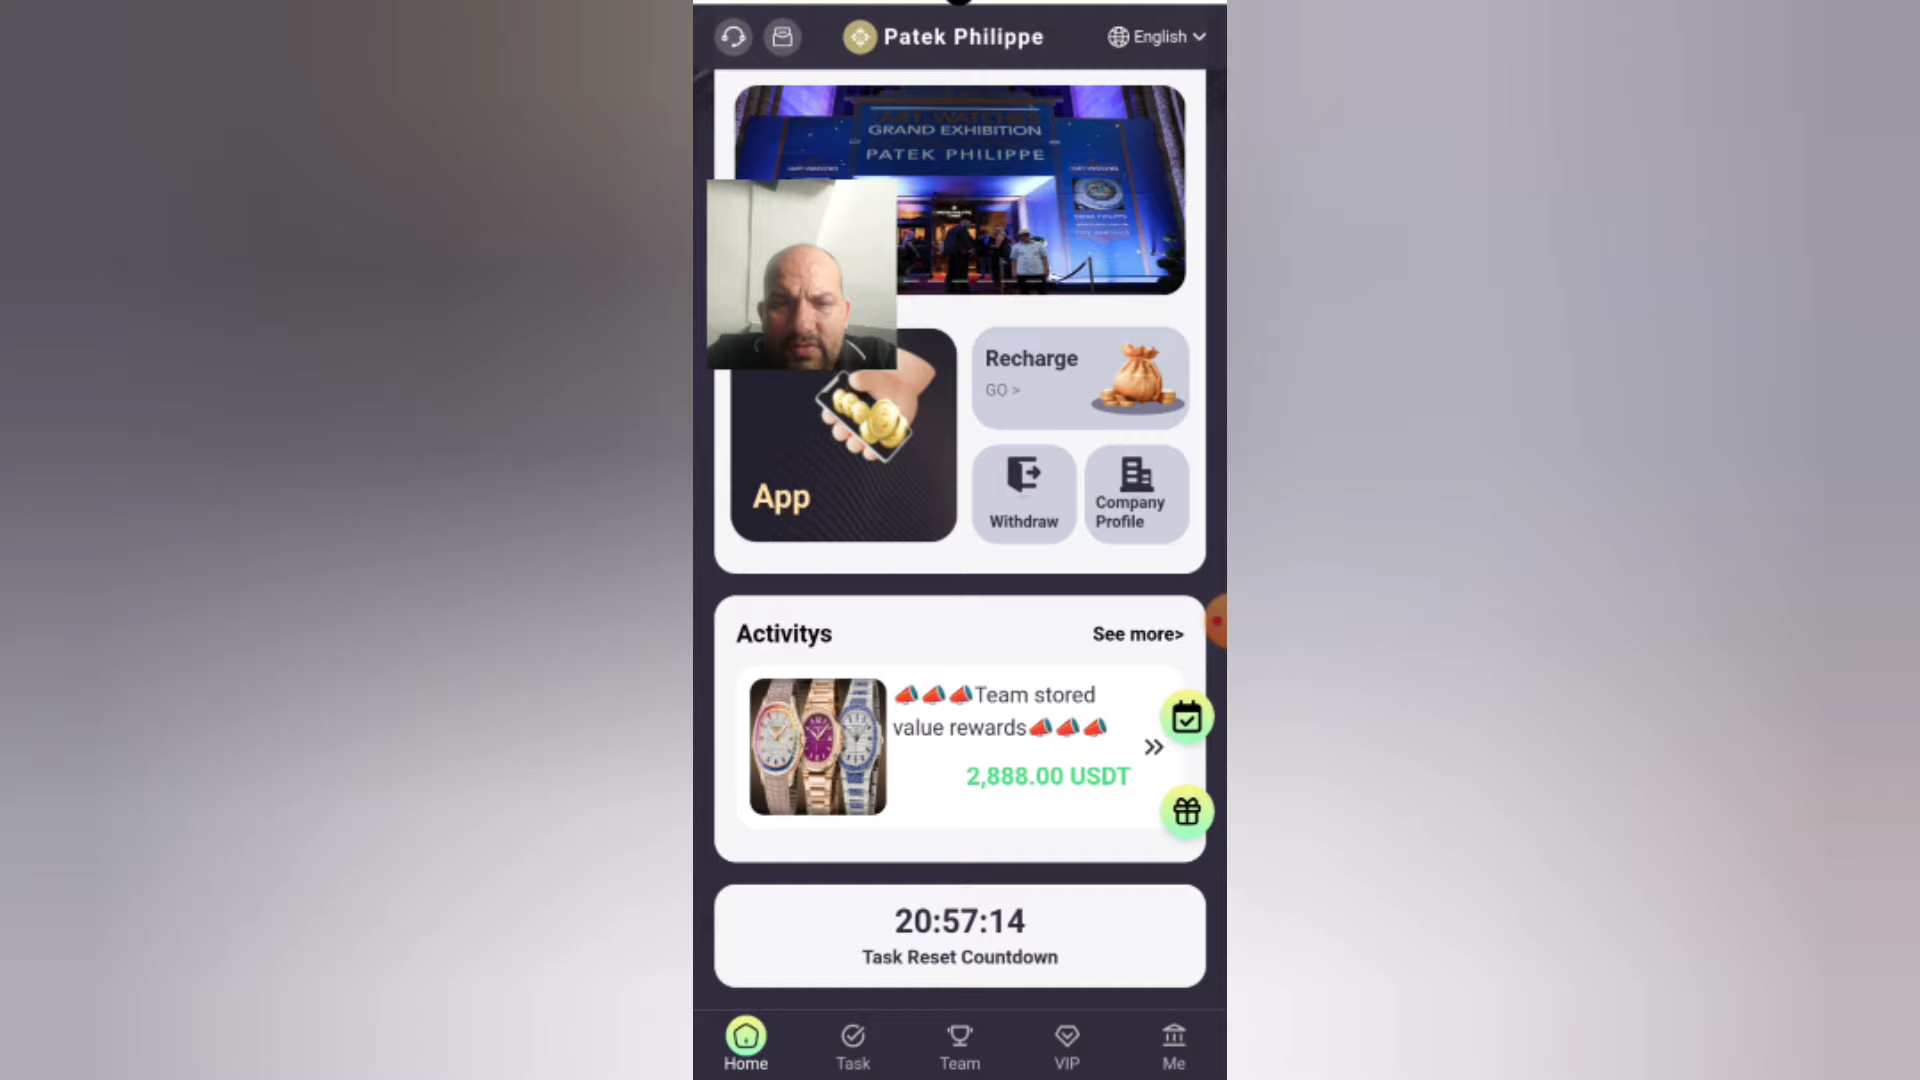 Patek Philippe
English
GRAND EXHIBITION
PATEK PHILIPPE
Recharge
GO >
App
Withdraw
Company
Profile
Activitys
See more>
📣📣📣Team stored
value rewards📣📣📣
2,888.00 USDT
20:57:14
Task Reset Countdown
Home
Task
Team
VIP
Me